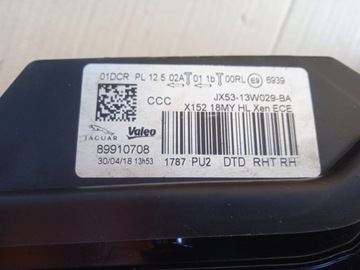 01DCR PL 12.5 02A 01 1b 00RL E9 6939
CCC JX53-13W029-BA
X152 18MY HL Xen ECE
JAGUAR Valeo
89910708
30/04/18 13h53 1787 PU2 DTD RHT RH